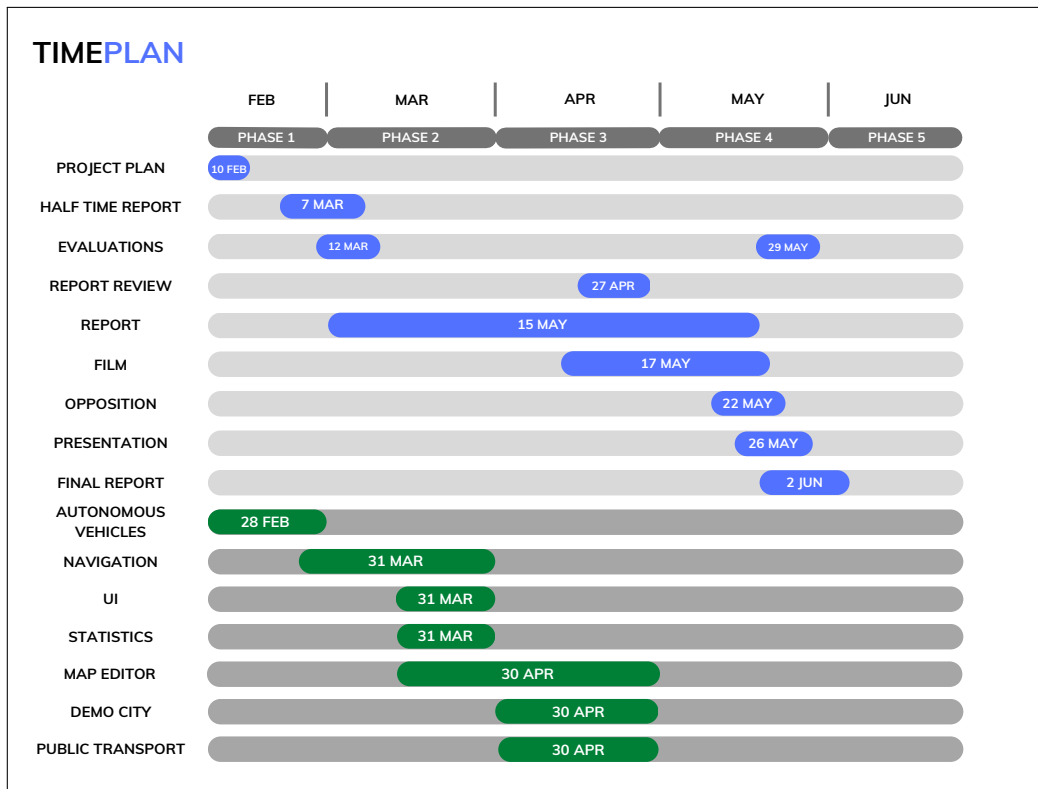 TIMEPLAN
FEB MAR APR MAY JUN
PHASE 1 PHASE 2 PHASE 3 PHASE 4 PHASE 5
PROJECT PLAN 10 FEB
HALF TIME REPORT 7 MAR
EVALUATIONS 12 MAR 29 MAY
REPORT REVIEW 27 APR
REPORT 15 MAY
FILM 17 MAY
OPPOSITION 22 MAY
PRESENTATION 26 MAY
FINAL REPORT 2 JUN
AUTONOMOUS
VEHICLES 28 FEB
NAVIGATION 31 MAR
UI 31 MAR
STATISTICS 31 MAR
MAP EDITOR 30 APR
DEMO CITY 30 APR
PUBLIC TRANSPORT 30 APR